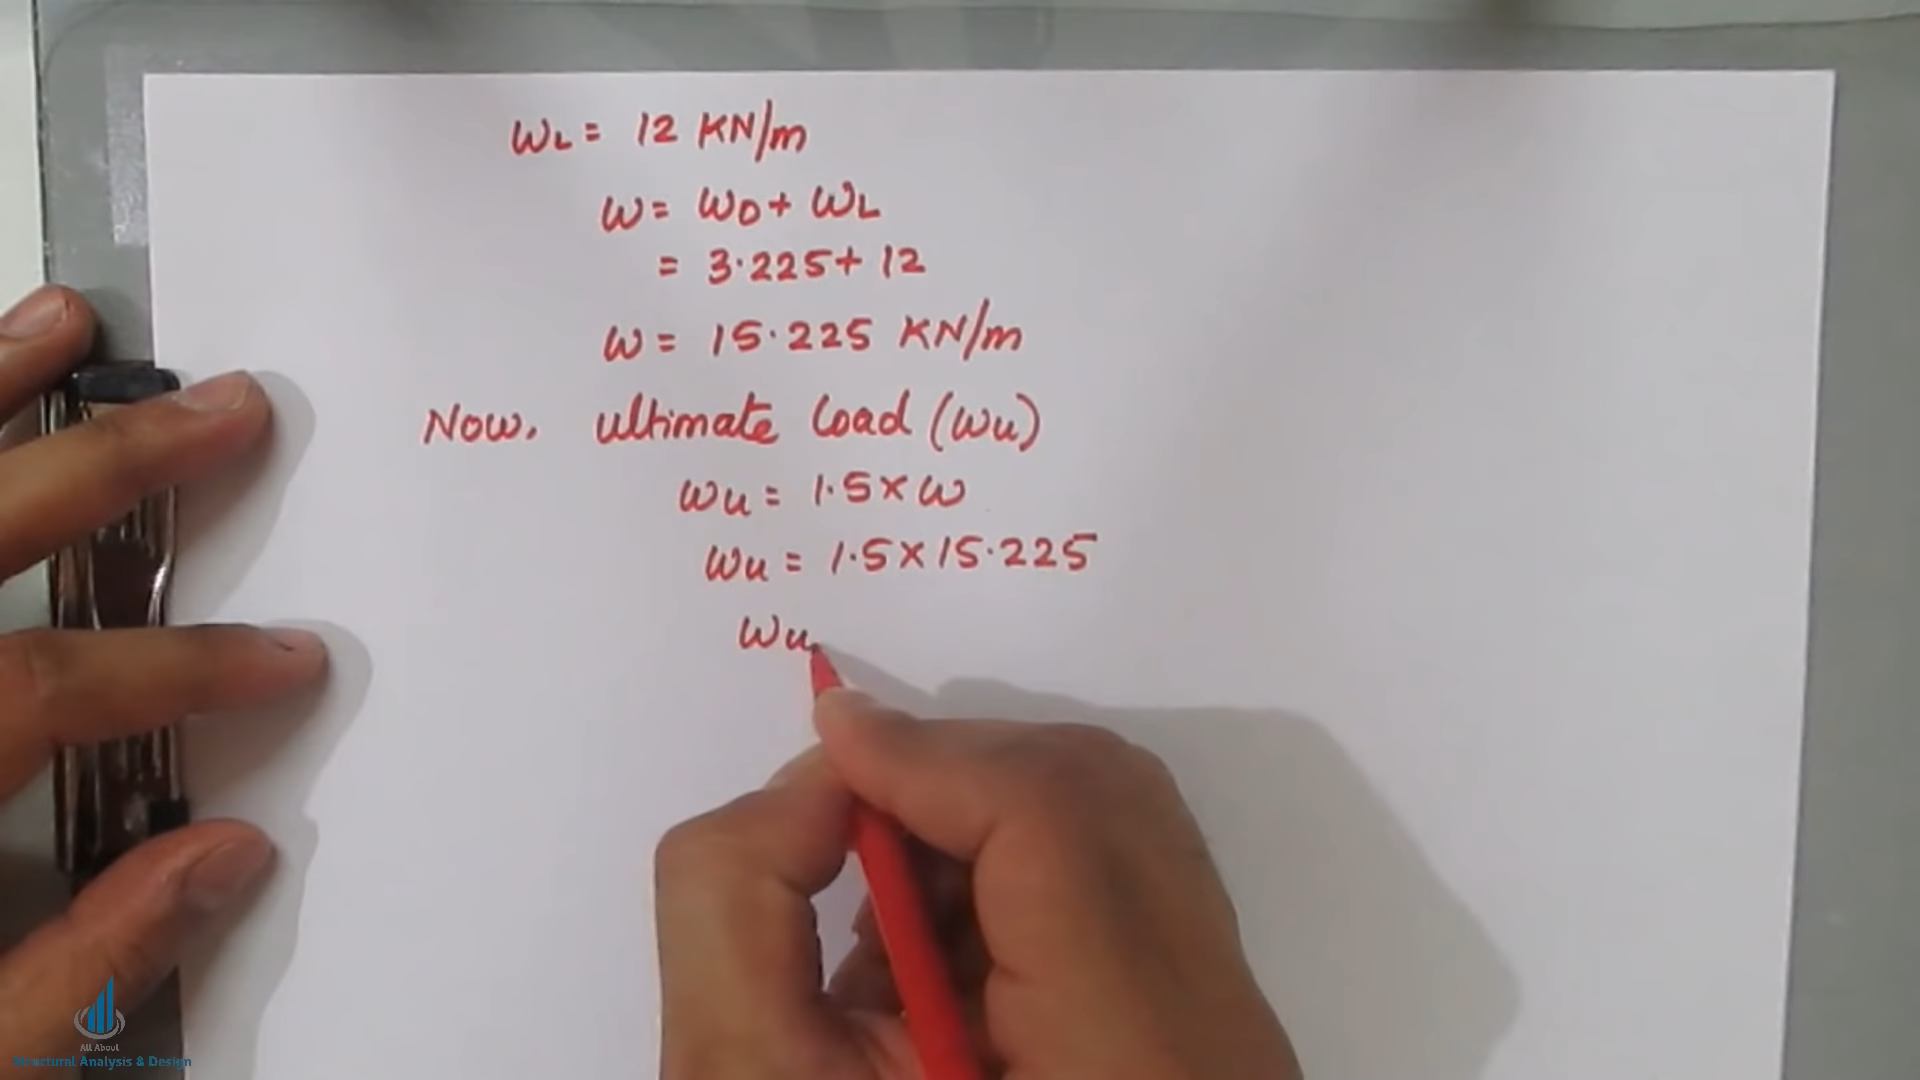 WL = 12 KN/m
W = WD + WL
= 3.225 + 12
W = 15.225 KN/m
Now, ultimate load (Wu)
Wu = 1.5 × W
Wu = 1.5 × 15.225
Wu
All About
Structural Analysis & Design